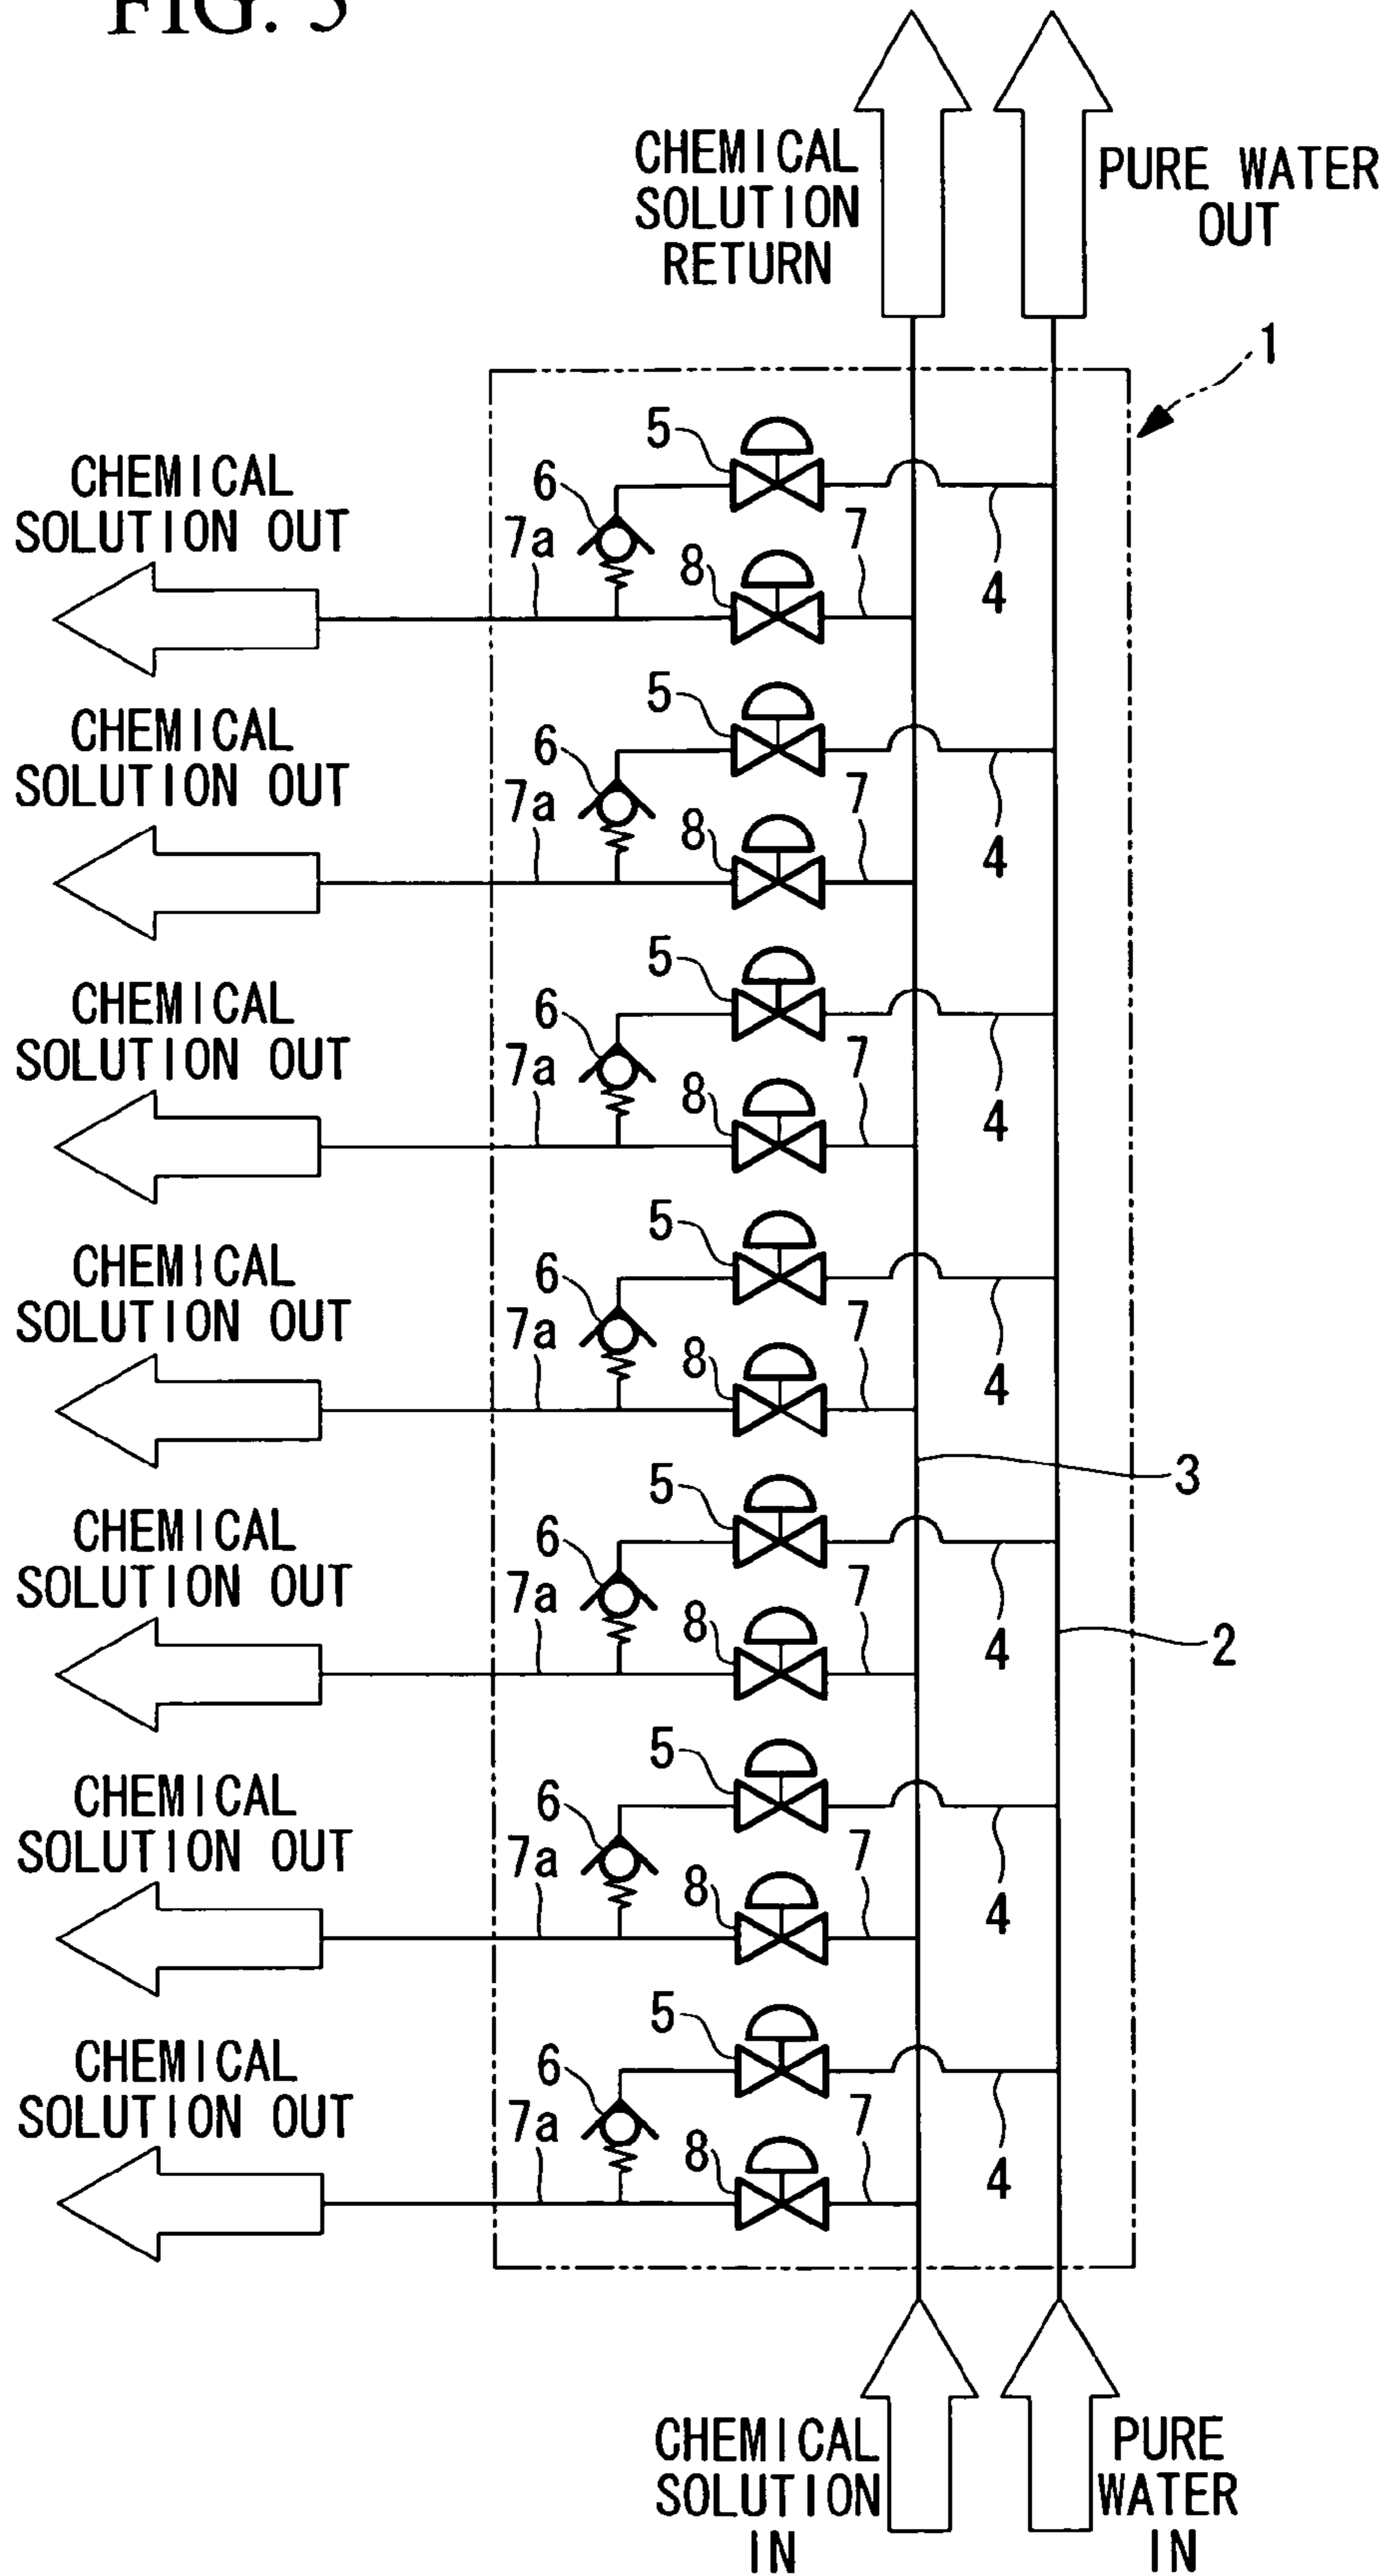 FIG. 5
CHEMICAL
SOLUTION
RETURN
PURE WATER
OUT
1
5
6
7a
8
7
4
CHEMICAL
SOLUTION OUT
5
6
7a
8
7
4
CHEMICAL
SOLUTION OUT
5
6
7a
8
7
4
CHEMICAL
SOLUTION OUT
5
6
7a
8
7
4
CHEMICAL
SOLUTION OUT
3
5
6
7a
8
7
4
2
CHEMICAL
SOLUTION OUT
5
6
7a
8
7
4
CHEMICAL
SOLUTION OUT
5
6
7a
8
7
4
CHEMICAL
SOLUTION OUT
CHEMICAL
SOLUTION
IN
PURE
WATER
IN